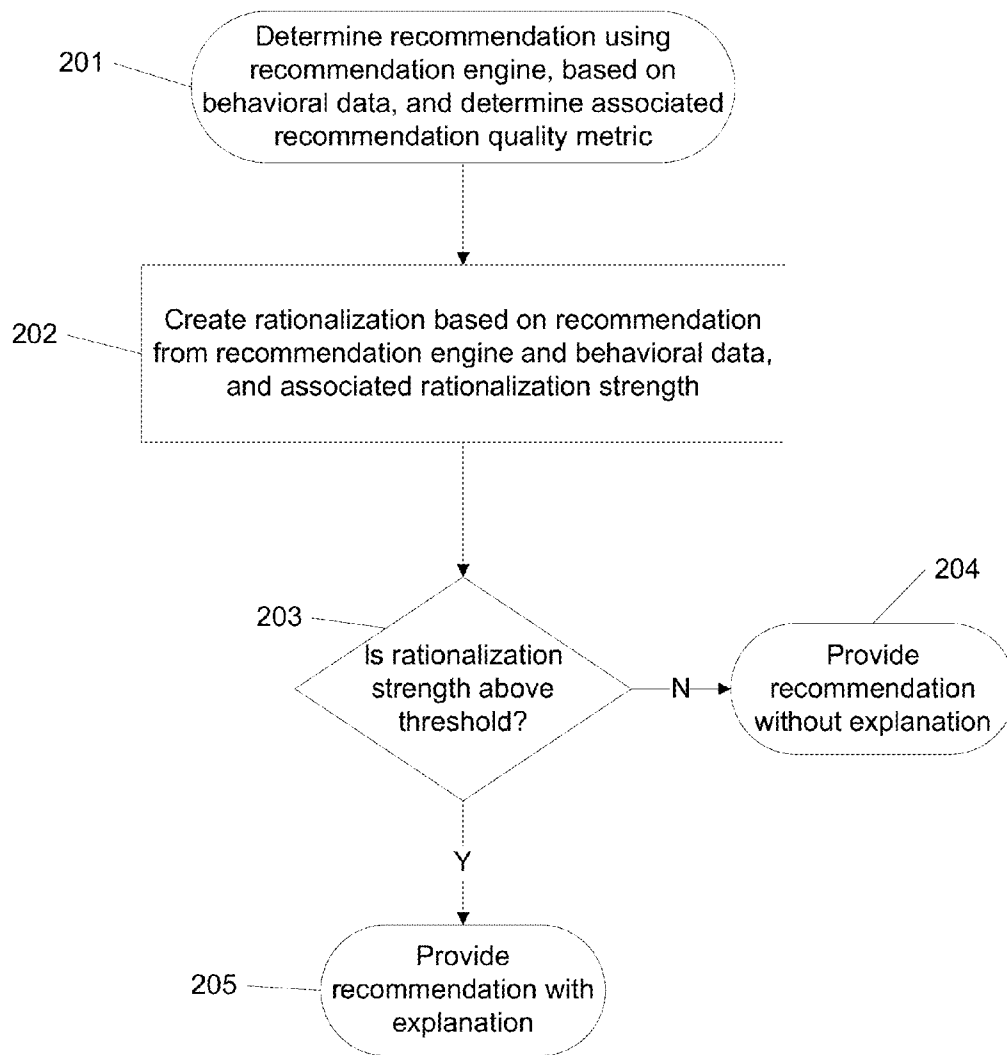 201
Determine recommendation using
recommendation engine, based on
behavioral data, and determine associated
recommendation quality metric
202
Create rationalization based on recommendation
from recommendation engine and behavioral data,
and associated rationalization strength
203
Is rationalization
strength above
threshold?
N
204
Provide
recommendation
without explanation
Y
205
Provide
recommendation with
explanation